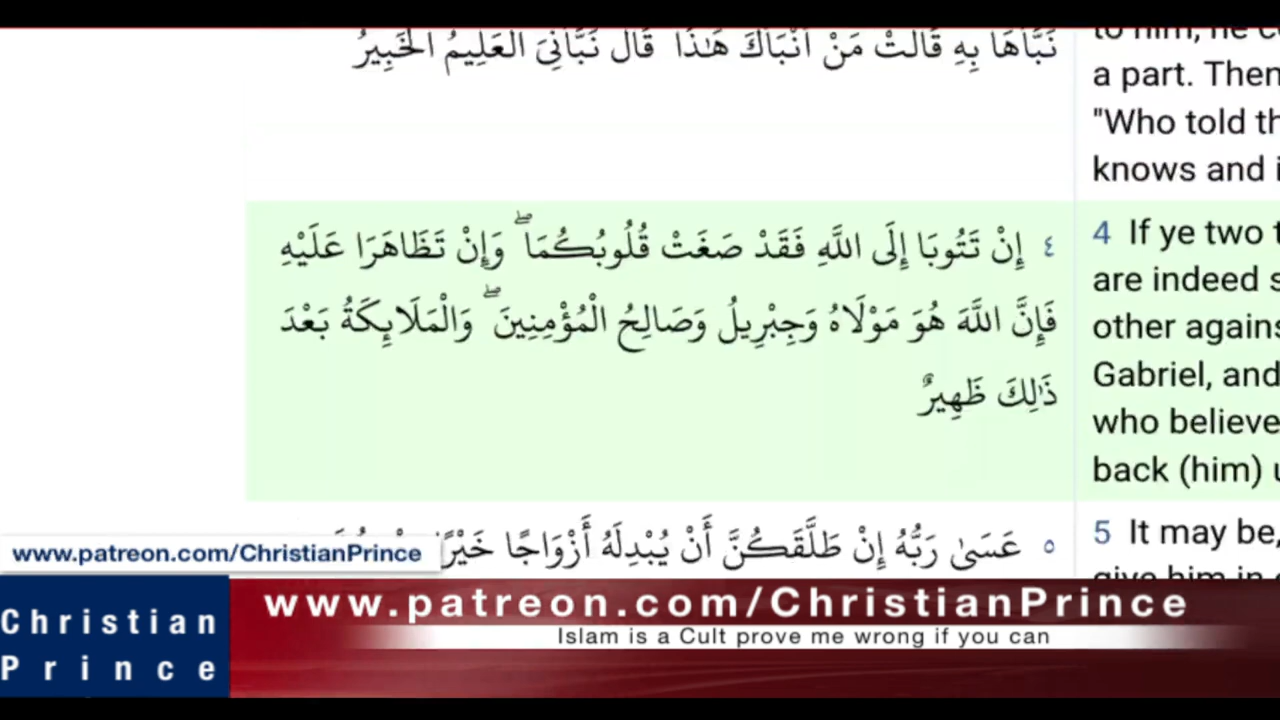 نَبَّأَهَا بِهِ قَالَتْ مَنْ أَنْبَأَكَ هَٰذَا قَالَ نَبَّأَنِيَ الْعَلِيمُ الْخَبِيرُ
a part. Then
"Who told th
knows and i
٤ إِنْ تَتُوبَا إِلَى اللَّهِ فَقَدْ صَغَتْ قُلُوبُكُمَا ۖ وَإِنْ تَظَاهَرَا عَلَيْهِ
فَإِنَّ اللَّهَ هُوَ مَوْلَاهُ وَجِبْرِيلُ وَصَالِحُ الْمُؤْمِنِينَ ۖ وَالْمَلَائِكَةُ بَعْدَ
ذَٰلِكَ ظَهِيرٌ
4 If ye two t
are indeed s
other agains
Gabriel, and
who believe
back (him) u
٥ عَسَىٰ رَبُّهُ إِنْ طَلَّقَكُنَّ أَنْ يُبْدِلَهُ أَزْوَاجًا خَيْرًا
5 It may be,
give him in
www.patreon.com/ChristianPrince
www.patreon.com/ChristianPrince
Islam is a Cult prove me wrong if you can
Christian
Prince